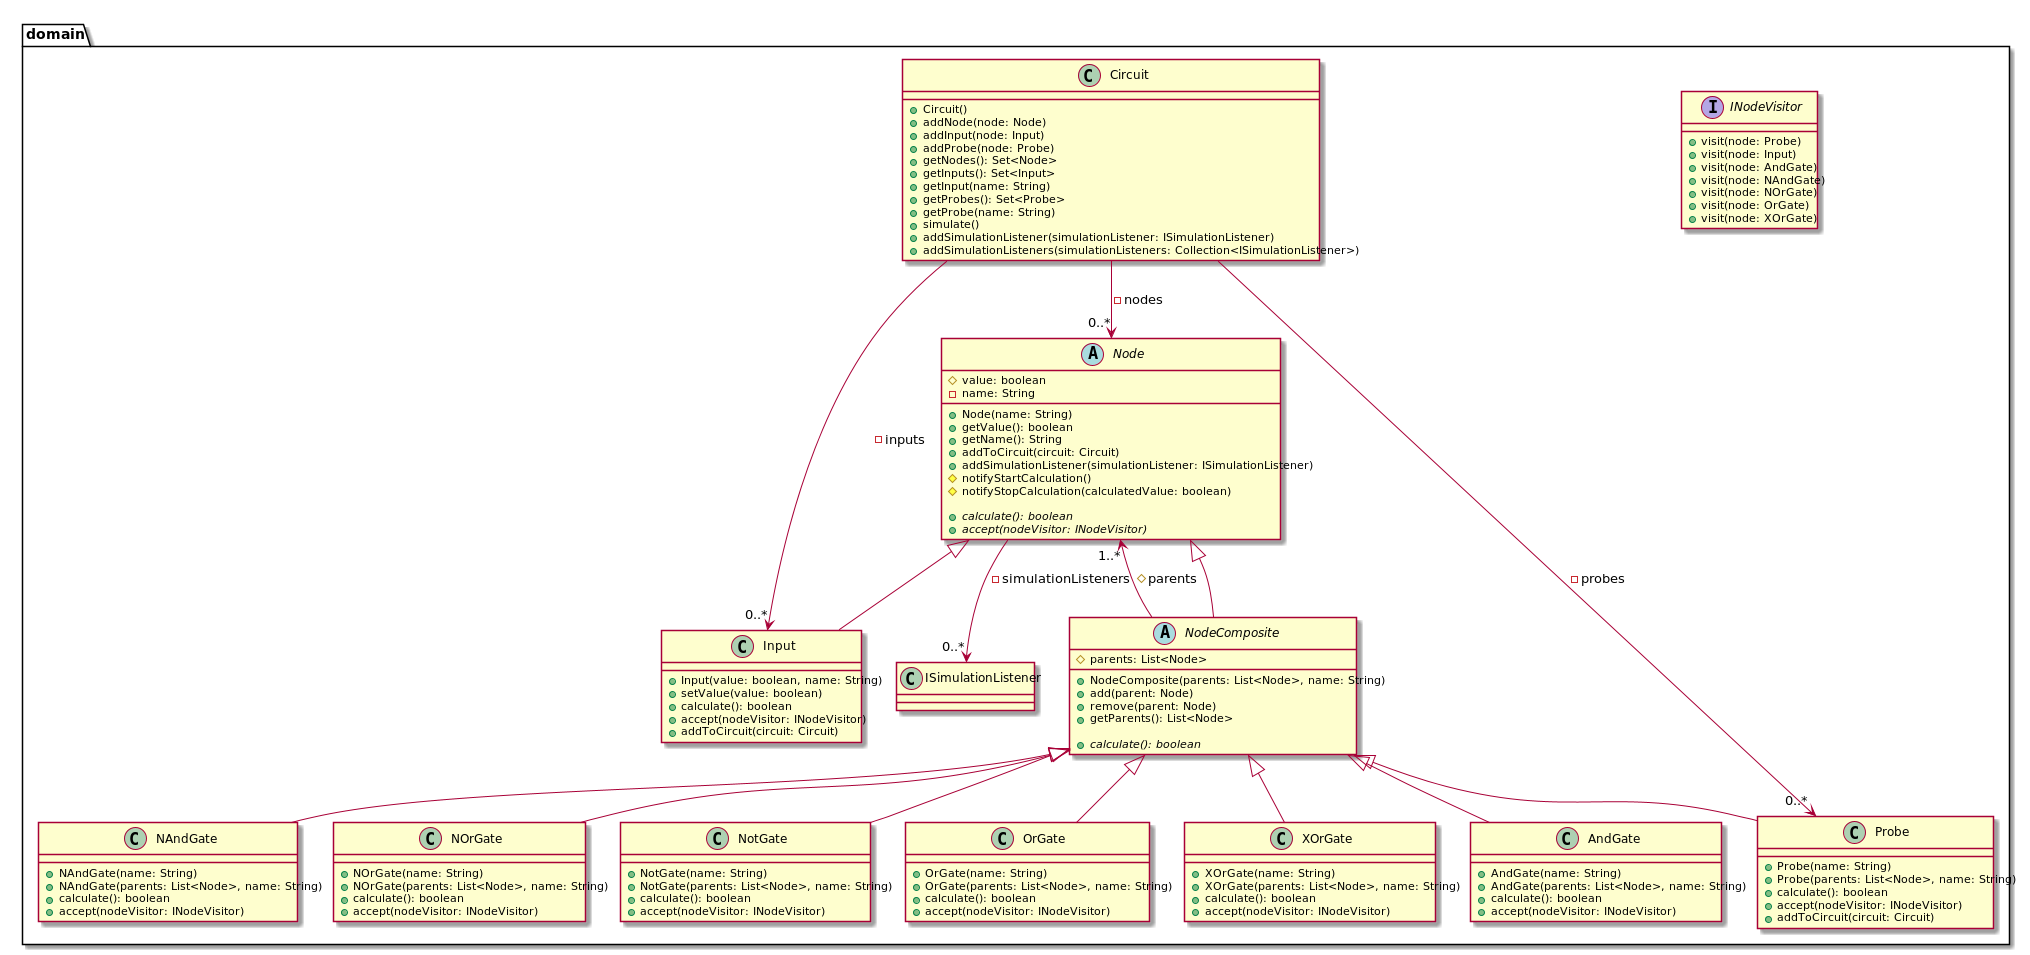 domain
C Circuit
Circuit()
addNode(node: Node)
addInput(node: Input)
addProbe(node: Probe)
getNodes(): Set<Node>
getInputs(): Set<Input>
getInput(name: String)
getProbes(): Set<Probe>
getProbe(name: String)
simulate()
addSimulationListener(simulationListener: ISimulationListener)
addSimulationListeners(simulationListeners: Collection<ISimulationListener>)
I INodeVisitor
visit(node: Probe)
visit(node: Input)
visit(node: AndGate)
visit(node: NAndGate)
visit(node: NOrGate)
visit(node: OrGate)
visit(node: XOrGate)
nodes
0..*
A Node
value: boolean
name: String
Node(name: String)
getValue(): boolean
getName(): String
addToCircuit(circuit: Circuit)
addSimulationListener(simulationListener: ISimulationListener)
notifyStartCalculation()
notifyStopCalculation(calculatedValue: boolean)
calculate(): boolean
accept(nodeVisitor: INodeVisitor)
inputs
1..*
simulationListeners
parents
probes
0..*
C Input
Input(value: boolean, name: String)
setValue(value: boolean)
calculate(): boolean
accept(nodeVisitor: INodeVisitor)
addToCircuit(circuit: Circuit)
0..*
C ISimulationListener
A NodeComposite
parents: List<Node>
NodeComposite(parents: List<Node>, name: String)
add(parent: Node)
remove(parent: Node)
getParents(): List<Node>
calculate(): boolean
0..*
C NAndGate
NAndGate(name: String)
NAndGate(parents: List<Node>, name: String)
calculate(): boolean
accept(nodeVisitor: INodeVisitor)
C NOrGate
NOrGate(name: String)
NOrGate(parents: List<Node>, name: String)
calculate(): boolean
accept(nodeVisitor: INodeVisitor)
C NotGate
NotGate(name: String)
NotGate(parents: List<Node>, name: String)
calculate(): boolean
accept(nodeVisitor: INodeVisitor)
C OrGate
OrGate(name: String)
OrGate(parents: List<Node>, name: String)
calculate(): boolean
accept(nodeVisitor: INodeVisitor)
C XOrGate
XOrGate(name: String)
XOrGate(parents: List<Node>, name: String)
calculate(): boolean
accept(nodeVisitor: INodeVisitor)
C AndGate
AndGate(name: String)
AndGate(parents: List<Node>, name: String)
calculate(): boolean
accept(nodeVisitor: INodeVisitor)
C Probe
Probe(name: String)
Probe(parents: List<Node>, name: String)
calculate(): boolean
accept(nodeVisitor: INodeVisitor)
addToCircuit(circuit: Circuit)